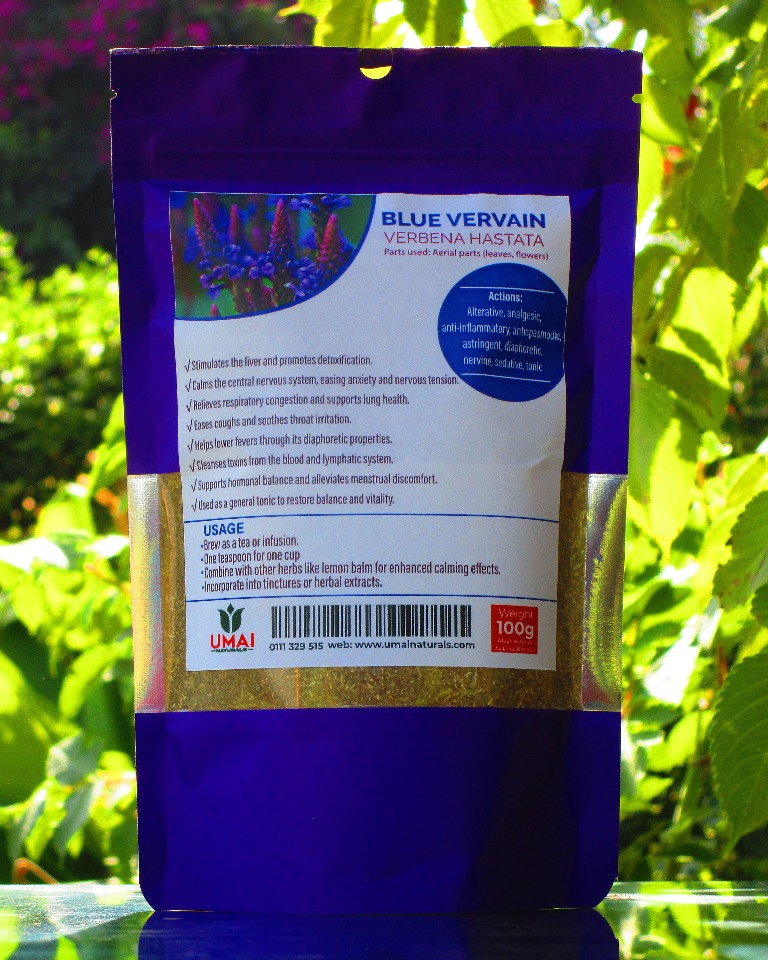 BLUE VERVAIN
VERBENA HASTATA
Parts used: Aerial parts (leaves, flowers)
Actions:
Alterative, analgesic,
anti-inflammatory, antispasmodic,
astringent, diaphoretic,
nervine, sedative, tonic
√Stimulates the liver and promotes detoxification.
√Calms the central nervous system, easing anxiety and nervous tension.
√Relieves respiratory congestion and supports lung health.
√Eases coughs and soothes throat irritation.
√Helps lower fevers through its diaphoretic properties.
√Cleanses toxins from the blood and lymphatic system.
√Supports hormonal balance and alleviates menstrual discomfort.
√Used as a general tonic to restore balance and vitality.
USAGE
•Brew as a tea or infusion.
•One teaspoon for one cup
•Combine with other herbs like lemon balm for enhanced calming effects.
•Incorporate into tinctures or herbal extracts.
UMAI
NATURALS
0111 329 515 web: www.umainaturals.com
Weight
100g